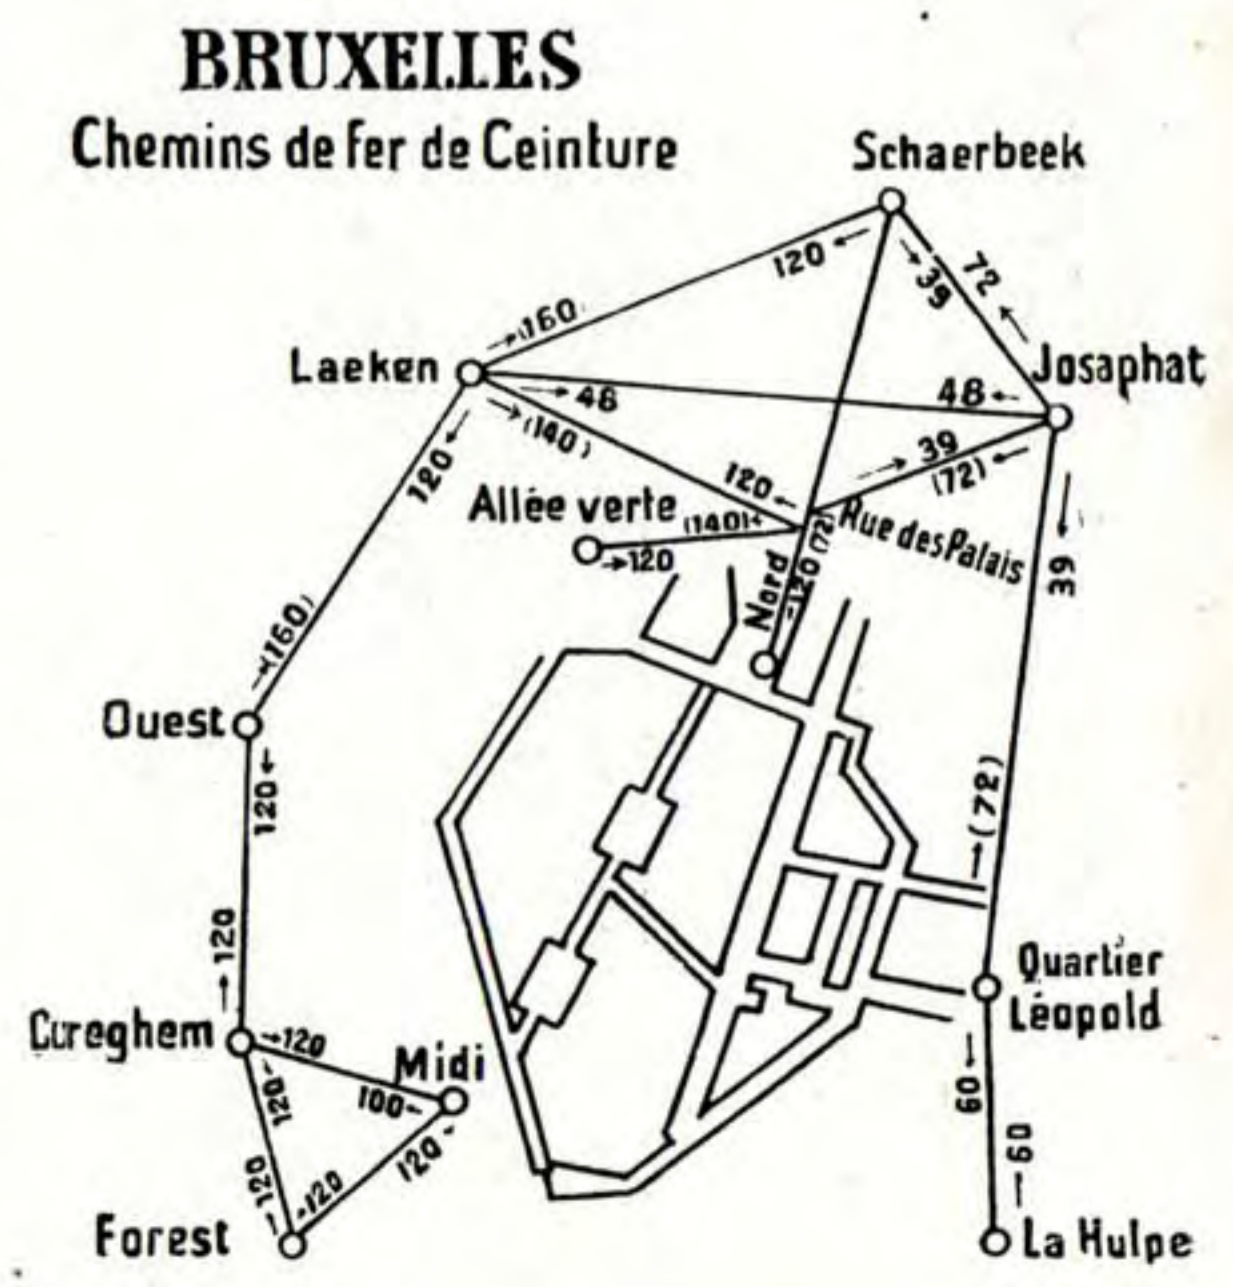 BRUXELLES
Chemins de fer de Ceinture
Schaerbeek
120
39
72
(160)
Laeken
48
48
Josaphat
(140)
39
(72)
120
120
Allée verte
(140)
120
Rue des Palais
Nord
120 (72)
39
(160)
Ouest
120
(72)
120
Quartier
Léopold
Cureghem
120
Midi
120
100
60
120
120
120
60
Forest
La Hulpe